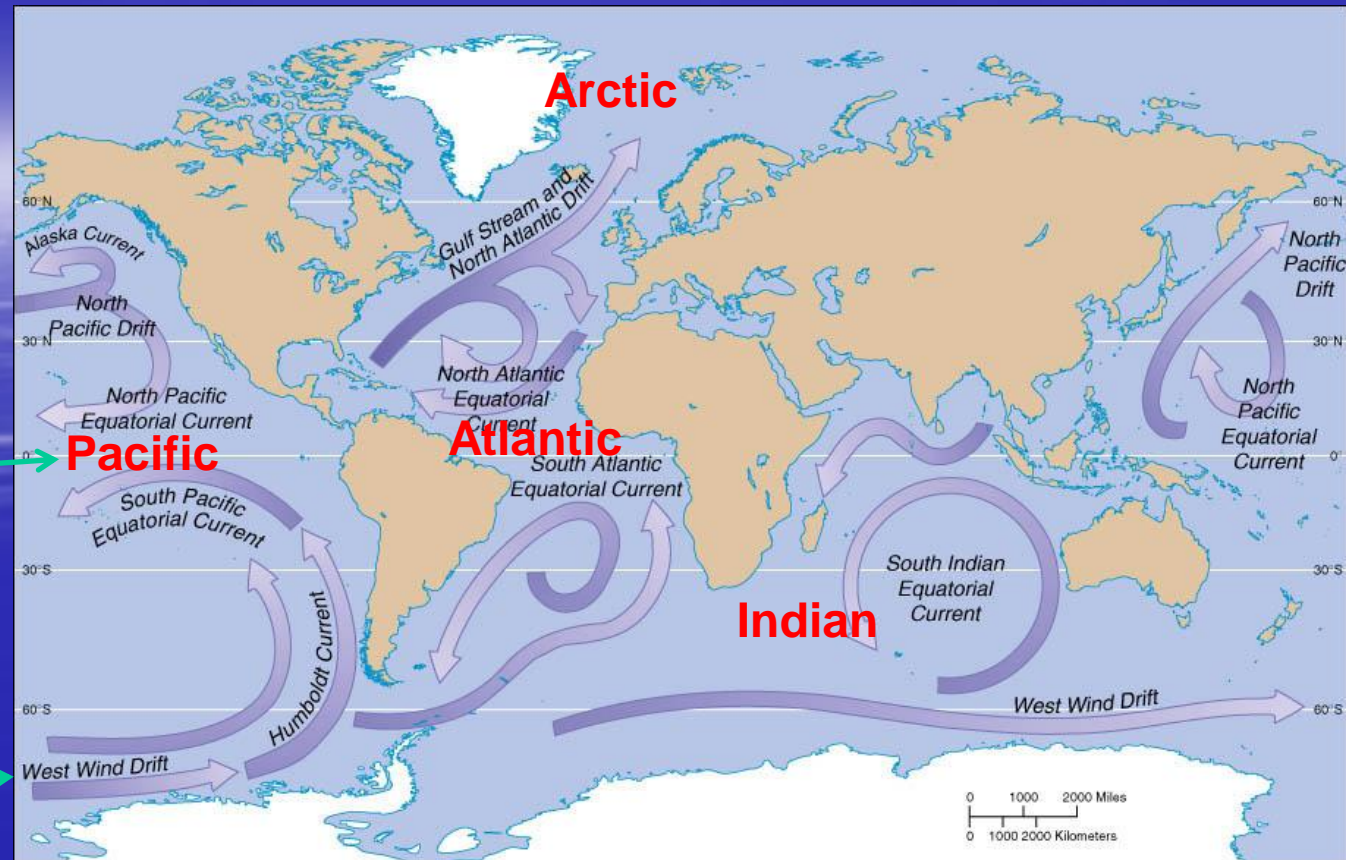 Arctic
60°N
60°N
Gulf Stream and
North Atlantic Drift
Alaska Current
North
Pacific
Drift
North
Pacific Drift
30°N
30°N
North Atlantic
Equatorial
Current
North Pacific
Equatorial Current
North
Pacific
Equatorial
Current
Pacific
Atlantic
0°
0°
South Atlantic
Equatorial Current
South Pacific
Equatorial Current
30°S
30°S
South Indian
Equatorial
Current
Indian
Humboldt Current
60°S
60°S
West Wind Drift
West Wind Drift
0 1000 2000 Miles
0 1000 2000 Kilometers